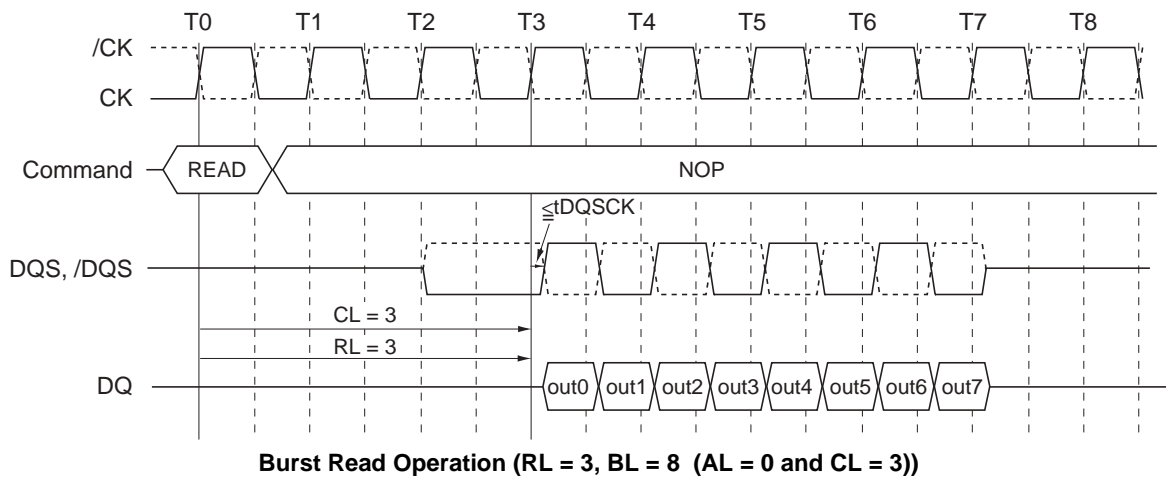 T0 T1 T2 T3 T4 T5 T6 T7 T8
/CK
CK
Command READ NOP
≦tDQSCK
DQS, /DQS
CL = 3
RL = 3
DQ out0 out1 out2 out3 out4 out5 out6 out7
Burst Read Operation (RL = 3, BL = 8 (AL = 0 and CL = 3))